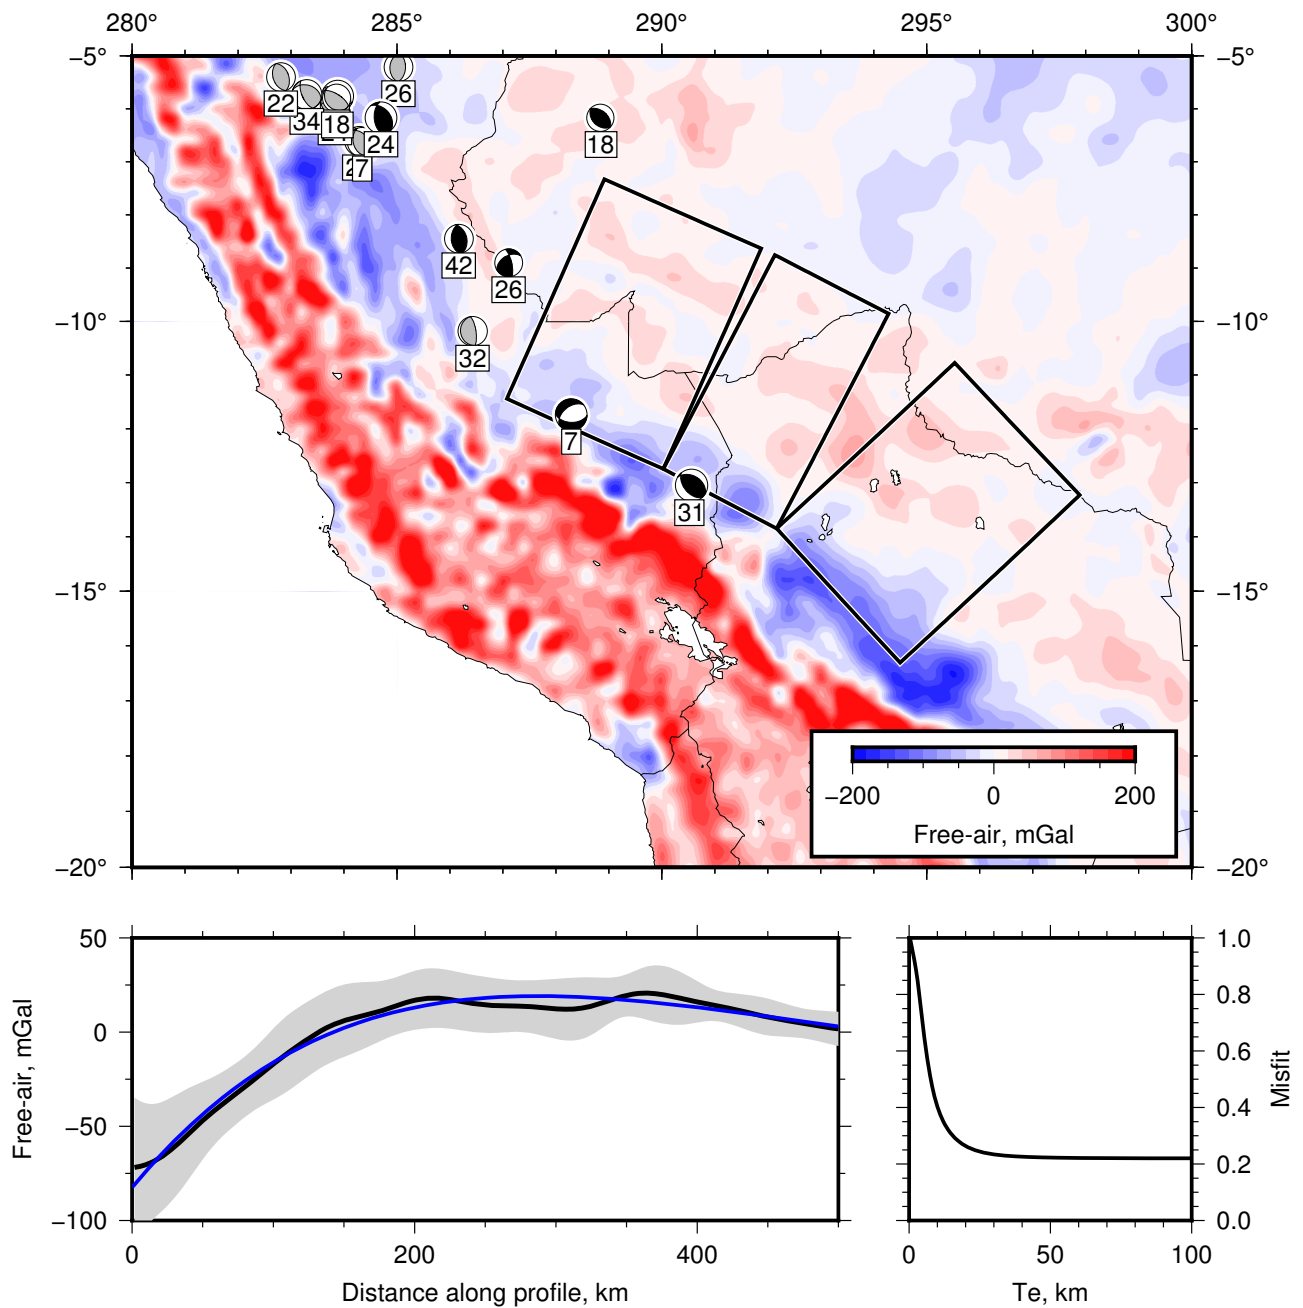 280° 285° 290° 295° 300°
−5° −5°
22 34 18 26
24 18
27
42
26
−10° −10°
32
7
31
−15° −15°
−200 0 200
Free−air, mGal
−20° −20°
50 1.0
0.8
0 0.6
−50 0.4
0.2
−100 0.0
Free−air, mGal
Misfit
0 200 400 0 50 100
Distance along profile, km Te, km